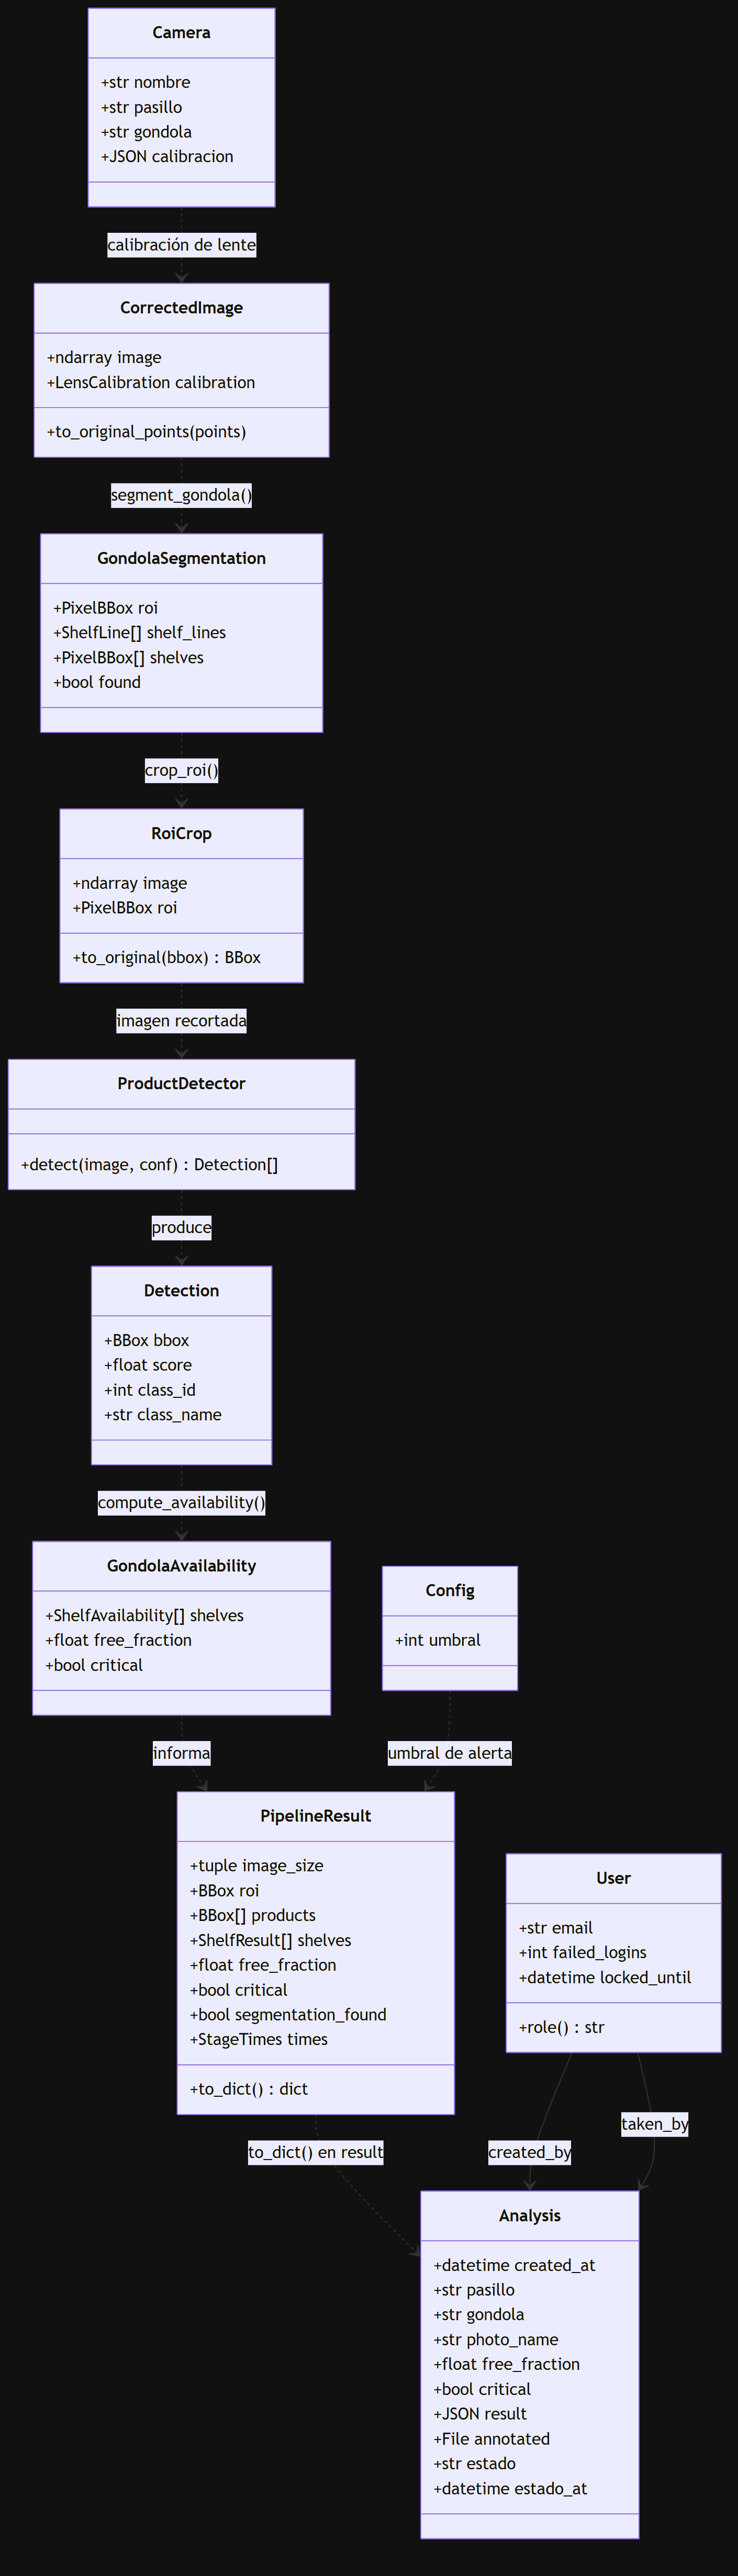 Camera
+str nombre
+str pasillo
+str gondola
+JSON calibracion
calibración de lente
CorrectedImage
+ndarray image
+LensCalibration calibration
+to_original_points(points)
segment_gondola()
GondolaSegmentation
+PixelBBox roi
+ShelfLine[] shelf_lines
+PixelBBox[] shelves
+bool found
crop_roi()
RoiCrop
+ndarray image
+PixelBBox roi
+to_original(bbox) : BBox
imagen recortada
ProductDetector
+detect(image, conf) : Detection[]
produce
Detection
+BBox bbox
+float score
+int class_id
+str class_name
compute_availability()
GondolaAvailability
+ShelfAvailability[] shelves
+float free_fraction
+bool critical
Config
+int umbral
informa
umbral de alerta
PipelineResult
+tuple image_size
+BBox roi
+BBox[] products
+ShelfResult[] shelves
+float free_fraction
+bool critical
+bool segmentation_found
+StageTimes times
+to_dict() : dict
User
+str email
+int failed_logins
+datetime locked_until
+role() : str
to_dict() en result
created_by
taken_by
Analysis
+datetime created_at
+str pasillo
+str gondola
+str photo_name
+float free_fraction
+bool critical
+JSON result
+File annotated
+str estado
+datetime estado_at